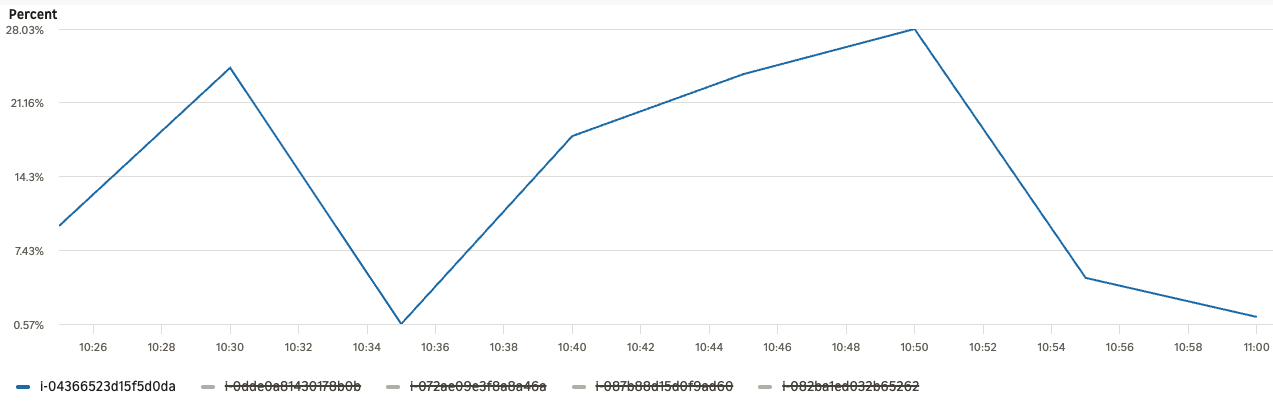 Percent
28.03%
21.16%
14.3%
7.43%
0.57%
10:26 10:28 10:30 10:32 10:34 10:36 10:38 10:40 10:42 10:44 10:46 10:48 10:50 10:52 10:54 10:56 10:58 11:00
i-04366523d15f5d0da i-0dde0a81430178b0b i-072ae09e3f8a8a46a i-087b88d15d0f9ad60 i-082ba1ed032b65262